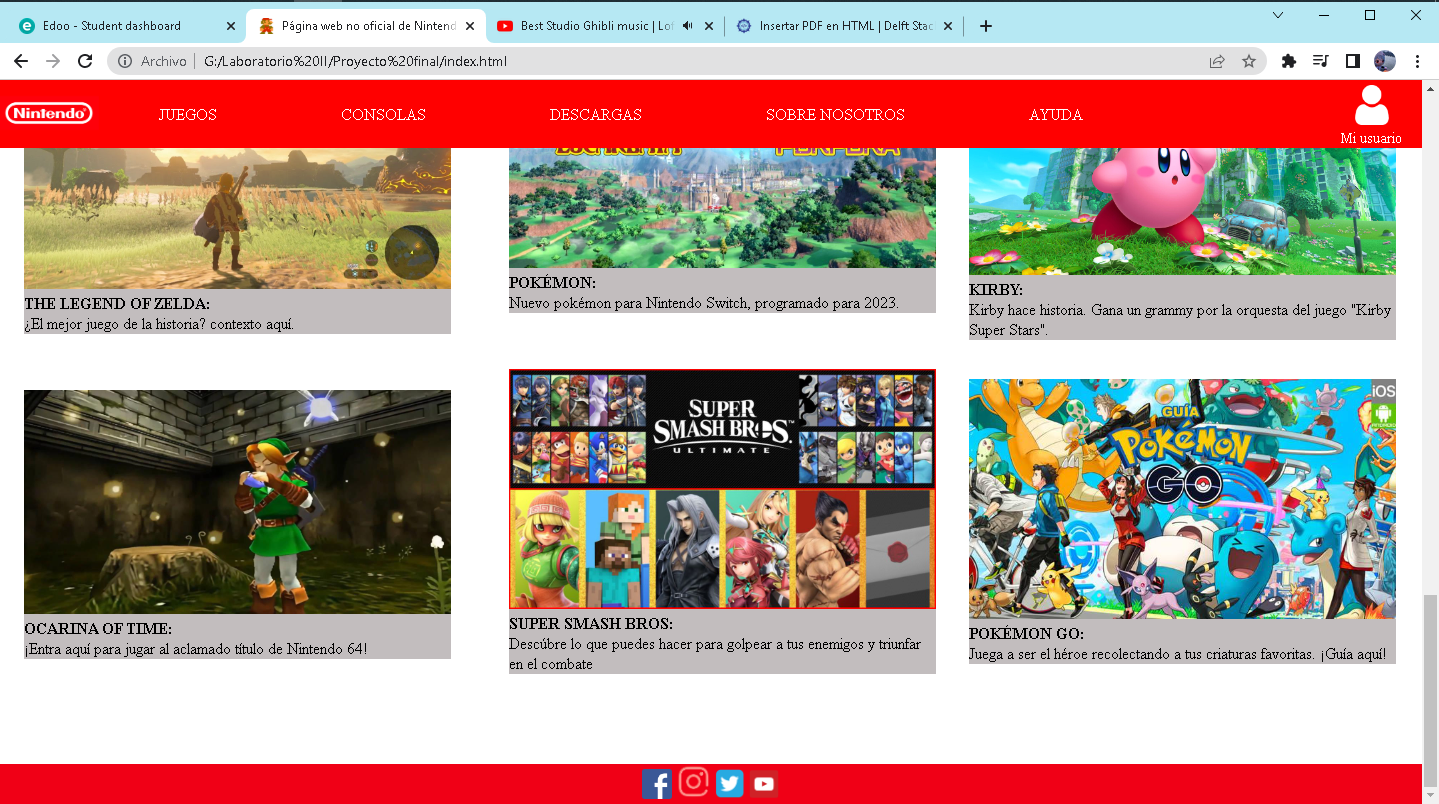 Edoo - Student dashboard
Página web no oficial de Nintend
Best Studio Ghibli music | Lof
Insertar PDF en HTML | Delft Stac
Archivo
G:/Laboratorio%20II/Proyecto%20final/index.html
Nintendo
JUEGOS
CONSOLAS
DESCARGAS
SOBRE NOSOTROS
AYUDA
Mi usuario
THE LEGEND OF ZELDA:
¿El mejor juego de la historia? contexto aquí.
POKÉMON:
Nuevo pokémon para Nintendo Switch, programado para 2023.
KIRBY:
Kirby hace historia. Gana un grammy por la orquesta del juego "Kirby
Super Stars".
OCARINA OF TIME:
¡Entra aquí para jugar al aclamado título de Nintendo 64!
SUPER
SMASH BROS.™
ULTIMATE
SUPER SMASH BROS:
Descúbre lo que puedes hacer para golpear a tus enemigos y triunfar
en el combate
iOS
GUÍA
POKÉMON
GO
POKÉMON GO:
Juega a ser el héroe recolectando a tus criaturas favoritas. ¡Guía aquí!